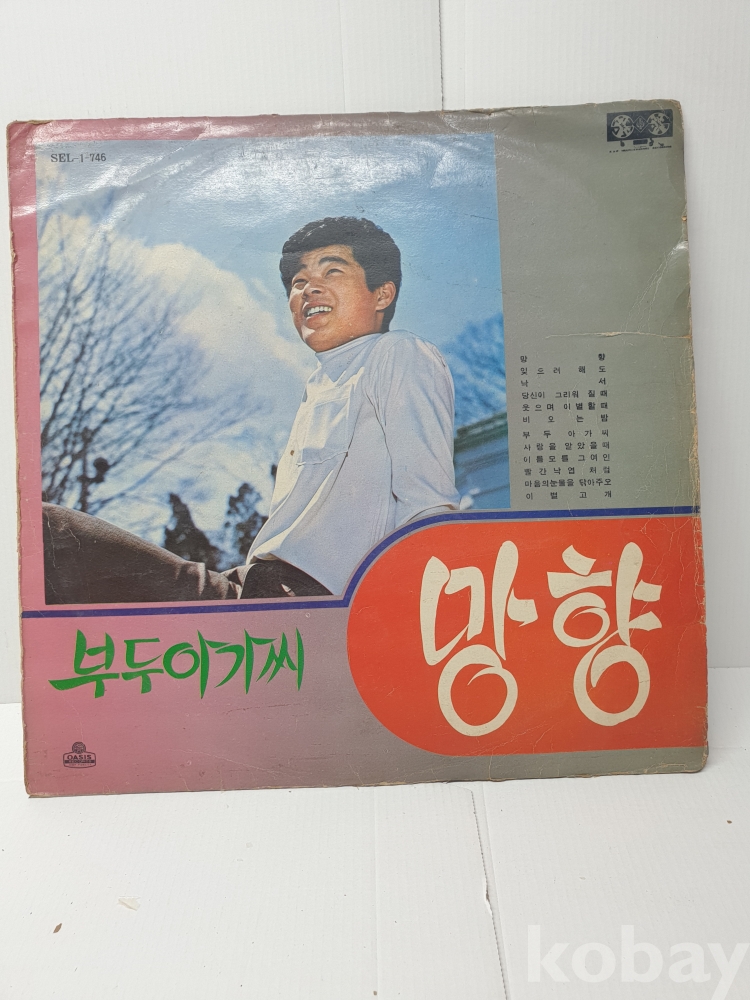 SEL-1-746
망향
잊으려 해도
낙서
당신이 그리워 질때
웃으며 이별할때
비오는밤
부두아가씨
사랑을 알았을때
이름모를 그여인
빨간낙엽 처럼
마음의눈물을 닦아주오
이별고개
망향
부두아가씨
OASIS
kobay